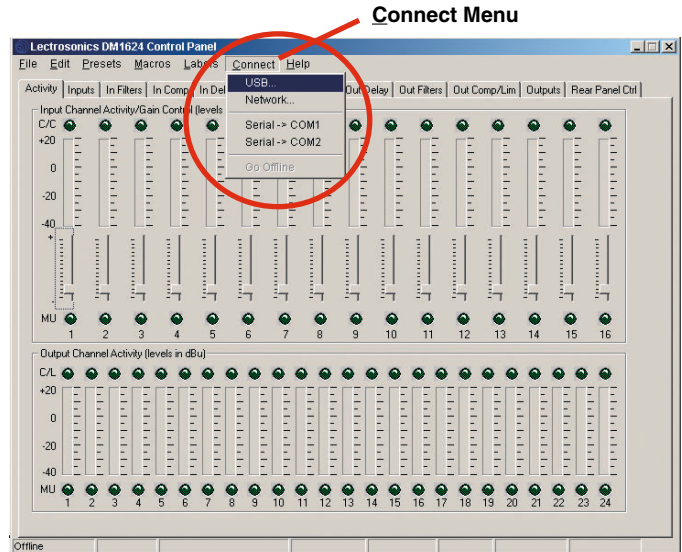 Connect Menu
Lectrosonics DM1624 Control Panel
File Edit Presets Macros Labels Connect Help
USB...
Network...
Serial -> COM1
Serial -> COM2
Go Offline
Activity Inputs In Filters In Comp In Del Out Delay Out Filters Out Comp/Lim Outputs Rear Panel Ctrl
Input Channel Activity/Gain Control (levels
C/C
+20
0
-20
-40
+
-
MU
1 2 3 4 5 6 7 8 9 10 11 12 13 14 15 16
Output Channel Activity (levels in dBu)
C/L
+20
0
-20
-40
MU
1 2 3 4 5 6 7 8 9 10 11 12 13 14 15 16 17 18 19 20 21 22 23 24
Offline